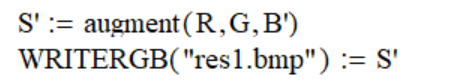 S' := augment(R,G,B')
WRITERGB("res1.bmp") := S'